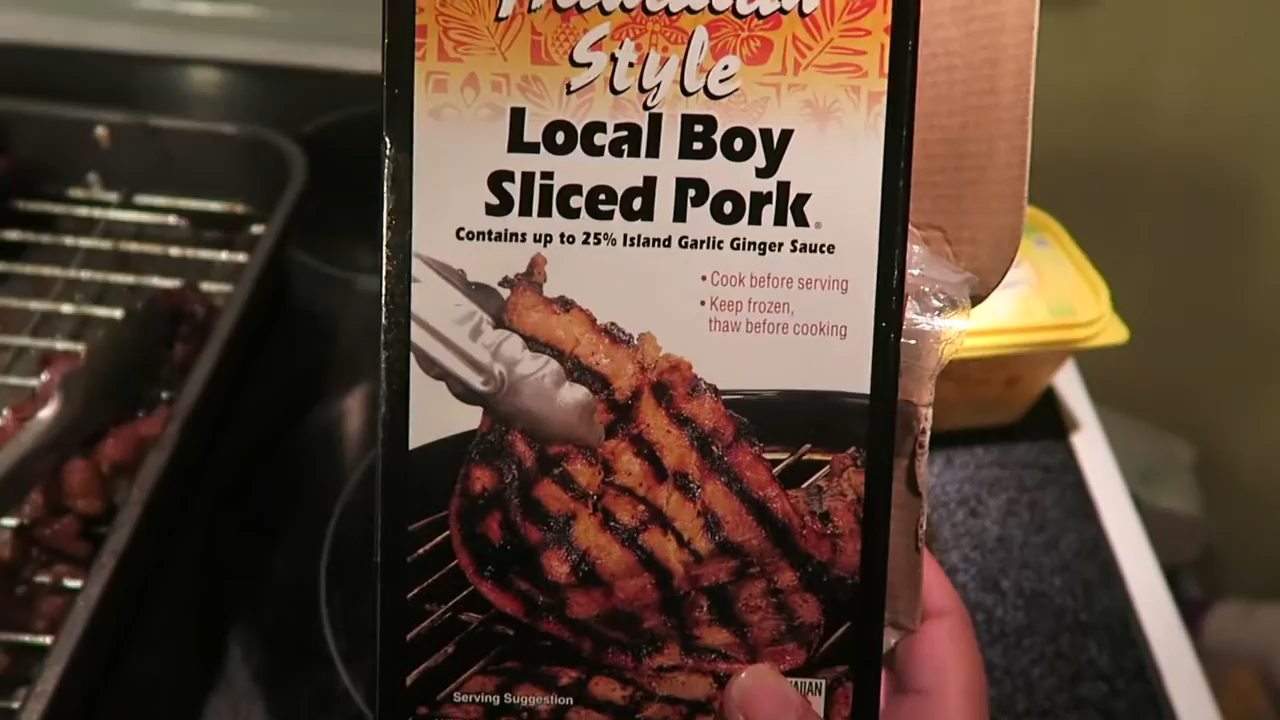 Hawaiian
Style
Local Boy
Sliced Pork®
Contains up to 25% Island Garlic Ginger Sauce
• Cook before serving
• Keep frozen,
thaw before cooking
Serving Suggestion